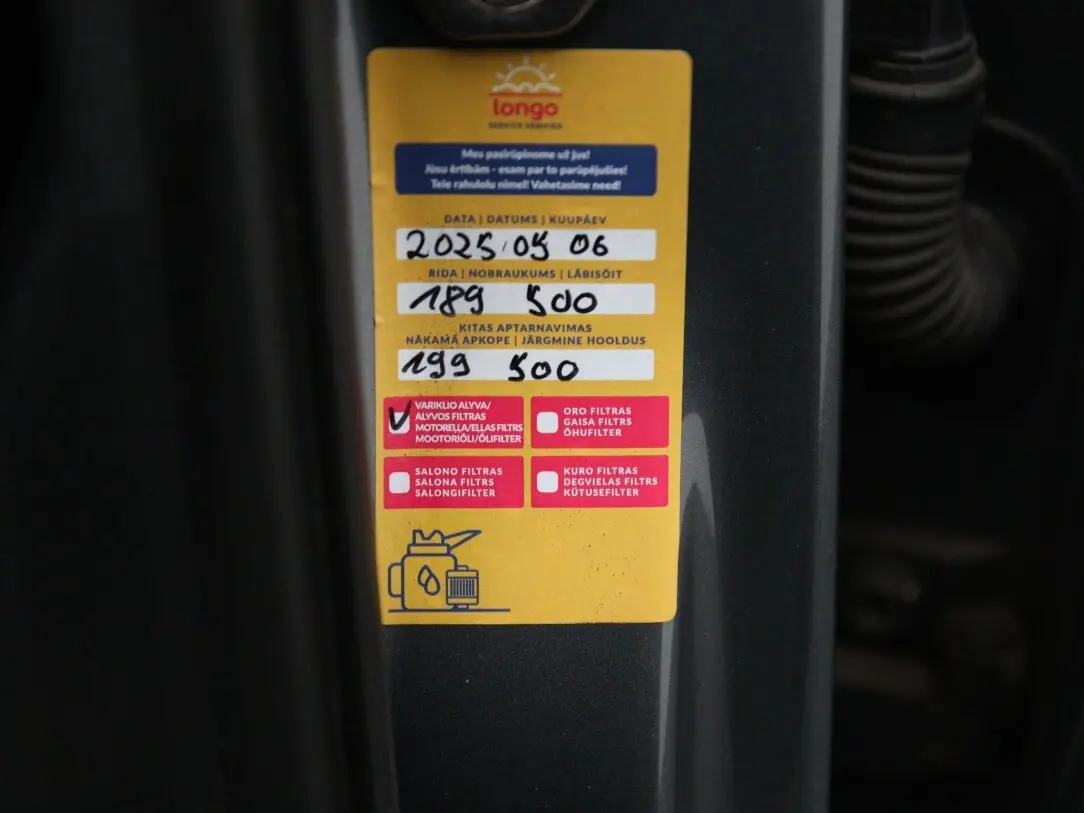 longo
SERVICE VERIFIED
Mes pasirūpinome už jus!
Jūsu ērtībām - esam par to parūpējušies!
Teie rahulolu nimel! Vahetasime need!
DATA | DATUMS | KUUPÄEV
2025.05 06
RIDA | NOBRAUKUMS | LÄBISÕIT
189 500
KITAS APTARNAVIMAS
NĀKAMĀ APKOPE | JÄRGMINE HOOLDUS
199 500
VARIKLIO ALYVA/
ALYVOS FILTRAS
MOTOREĻĻA/EĻĻAS FILTRS
MOOTORIÕLI/ÕLIFILTER
ORO FILTRAS
GAISA FILTRS
ÕHUFILTER
SALONO FILTRAS
SALONA FILTRS
SALONGIFILTER
KURO FILTRAS
DEGVIELAS FILTRS
KÜTUSEFILTER